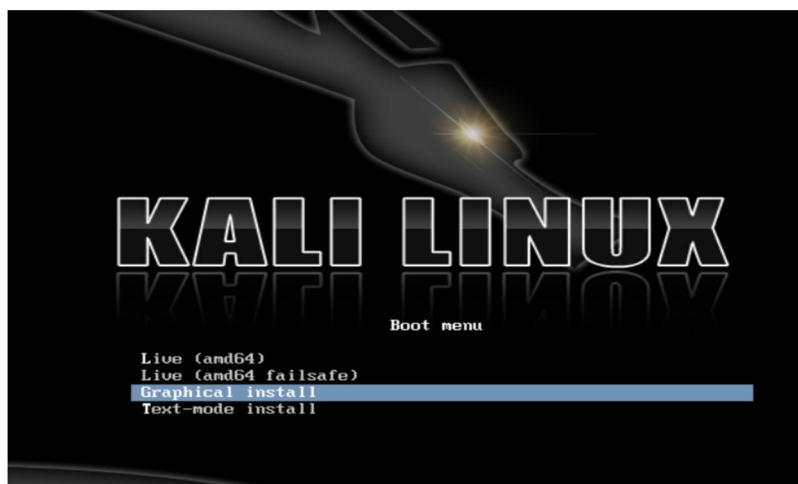 KALI LINUX
Boot menu
Live (amd64)
Live (amd64 failsafe)
Graphical install
Text-mode install